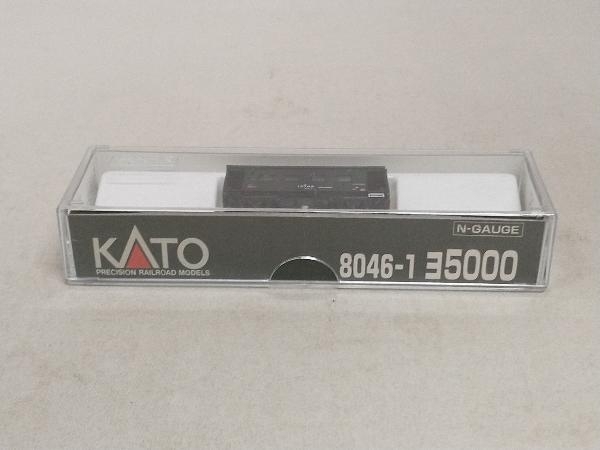 N-GAUGE
KATO
PRECISION RAILROAD MODELS
8046-1 ヨ5000